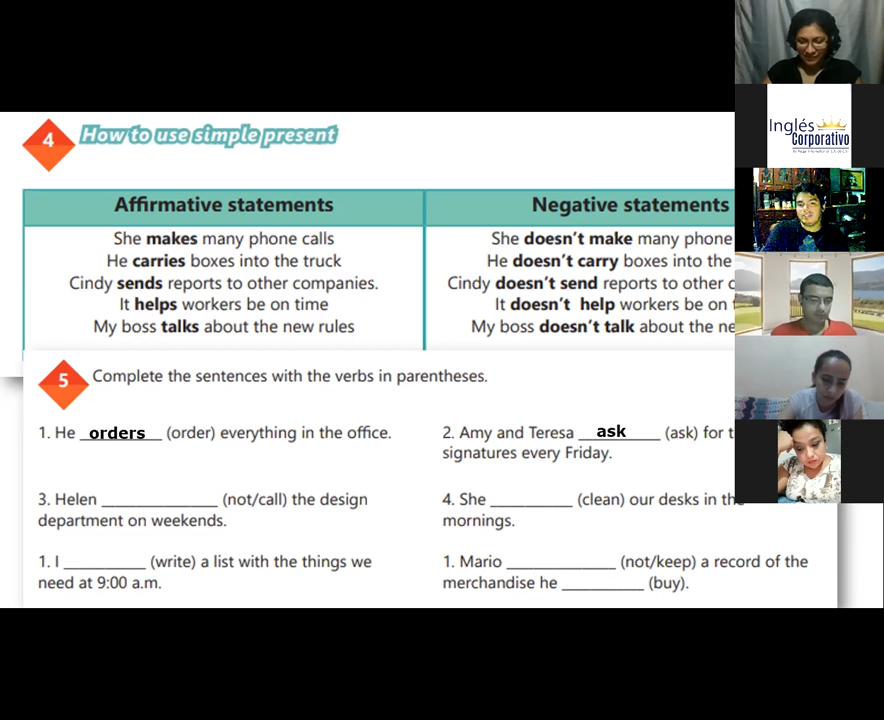 4 How to use simple present
Affirmative statements
She makes many phone calls
He carries boxes into the truck
Cindy sends reports to other companies.
It helps workers be on time
My boss talks about the new rules
Negative statements
She doesn't make many phone
He doesn't carry boxes into the
Cindy doesn't send reports to other
It doesn't help workers be on
My boss doesn't talk about the
5 Complete the sentences with the verbs in parentheses.
1. He orders (order) everything in the office.
2. Amy and Teresa ask (ask) for
signatures every Friday.
3. Helen _____________ (not/call) the design
department on weekends.
4. She _________ (clean) our desks in the
mornings.
1. I _________ (write) a list with the things we
need at 9:00 a.m.
1. Mario ____________ (not/keep) a record of the
merchandise he _________ (buy).
Inglés
Corporativo